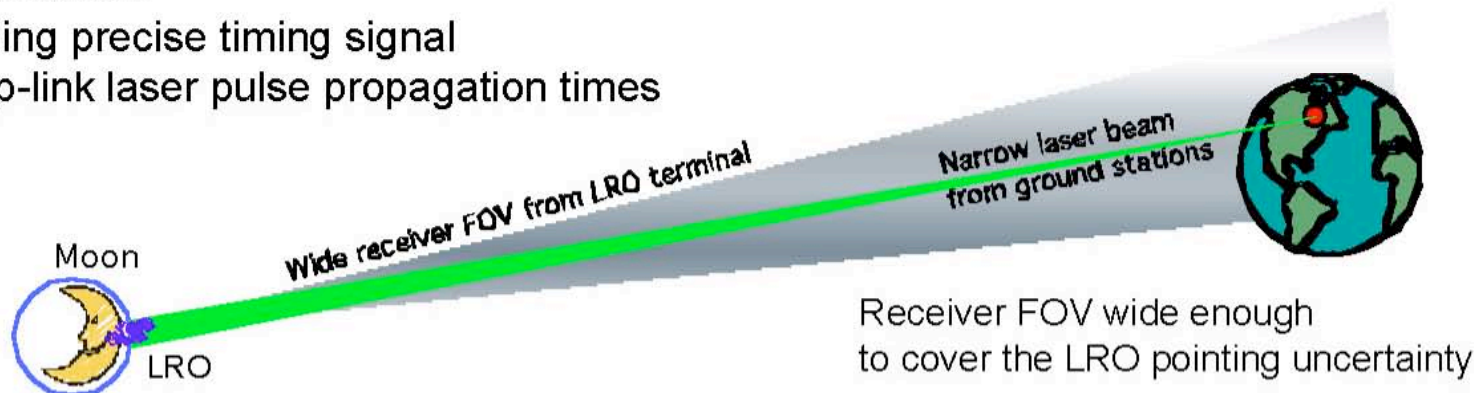 ing precise timing signal
p-link laser pulse propagation times
Wide receiver FOV from LRO terminal
Narrow laser beam
from ground stations
Moon
LRO
Receiver FOV wide enough
to cover the LRO pointing uncertainty